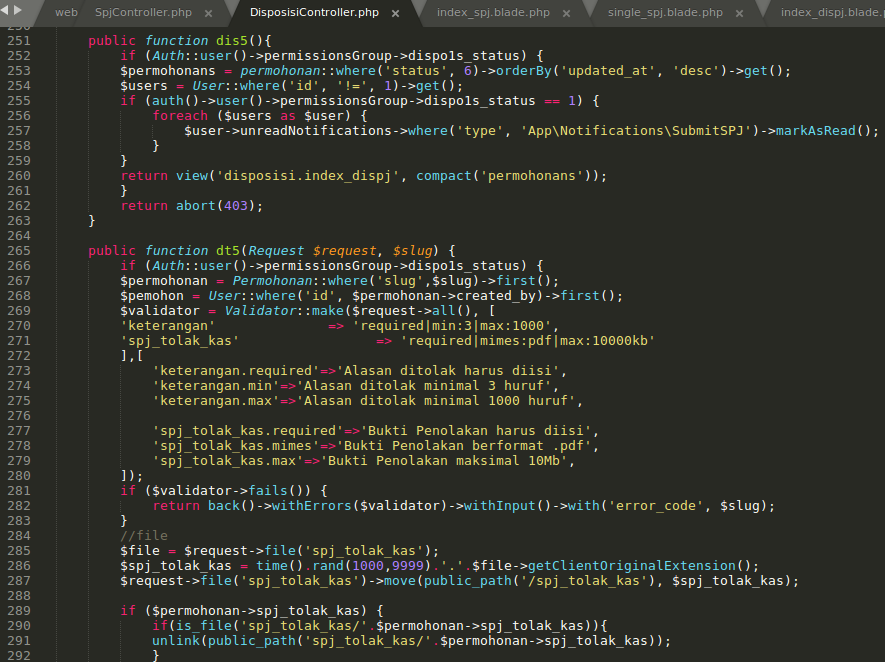 web SpjController.php × DisposisiController.php × index_spj.blade.php × single_spj.blade.php × index_dispj.blade.
250
251 public function dis5(){
252 if (Auth::user()->permissionsGroup->dispo1s_status) {
253 $permohonans = permohonan::where('status', 6)->orderBy('updated_at', 'desc')->get();
254 $users = User::where('id', '!=', 1)->get();
255 if (auth()->user()->permissionsGroup->dispo1s_status == 1) {
256 foreach ($users as $user) {
257 $user->unreadNotifications->where('type', 'App\Notifications\SubmitSPJ')->markAsRead();
258 }
259 }
260 return view('disposisi.index_dispj', compact('permohonans'));
261 }
262 return abort(403);
263 }
264
265 public function dt5(Request $request, $slug) {
266 if (Auth::user()->permissionsGroup->dispo1s_status) {
267 $permohonan = Permohonan::where('slug',$slug)->first();
268 $pemohon = User::where('id', $permohonan->created_by)->first();
269 $validator = Validator::make($request->all(), [
270 'keterangan' => 'required|min:3|max:1000',
271 'spj_tolak_kas' => 'required|mimes:pdf|max:10000kb'
272 ],[
273 'keterangan.required'=>'Alasan ditolak harus diisi',
274 'keterangan.min'=>'Alasan ditolak minimal 3 huruf',
275 'keterangan.max'=>'Alasan ditolak minimal 1000 huruf',
276
277 'spj_tolak_kas.required'=>'Bukti Penolakan harus diisi',
278 'spj_tolak_kas.mimes'=>'Bukti Penolakan berformat .pdf',
279 'spj_tolak_kas.max'=>'Bukti Penolakan maksimal 10Mb',
280 ]);
281 if ($validator->fails()) {
282 return back()->withErrors($validator)->withInput()->with('error_code', $slug);
283 }
284 //file
285 $file = $request->file('spj_tolak_kas');
286 $spj_tolak_kas = time().rand(1000,9999).'.'.$file->getClientOriginalExtension();
287 $request->file('spj_tolak_kas')->move(public_path('/spj_tolak_kas'), $spj_tolak_kas);
288
289 if ($permohonan->spj_tolak_kas) {
290 if(is_file('spj_tolak_kas/'.$permohonan->spj_tolak_kas)){
291 unlink(public_path('spj_tolak_kas/'.$permohonan->spj_tolak_kas));
292 }